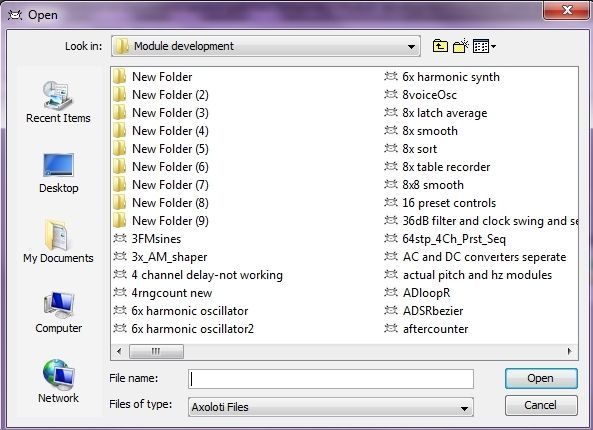 Open
Look in: Module development
Recent Items
Desktop
My Documents
Computer
Network
New Folder
New Folder (2)
New Folder (3)
New Folder (4)
New Folder (5)
New Folder (6)
New Folder (7)
New Folder (8)
New Folder (9)
3FMsines
3x_AM_shaper
4 channel delay-not working
4rngcount new
6x harmonic oscillator
6x harmonic oscillator2
6x harmonic synth
8voiceOsc
8x latch average
8x smooth
8x sort
8x table recorder
8x8 smooth
16 preset controls
36dB filter and clock swing and se
64stp_4Ch_Prst_Seq
AC and DC converters seperate
actual pitch and hz modules
ADloopR
ADSRbezier
aftercounter
File name:
Open
Files of type: Axoloti Files
Cancel